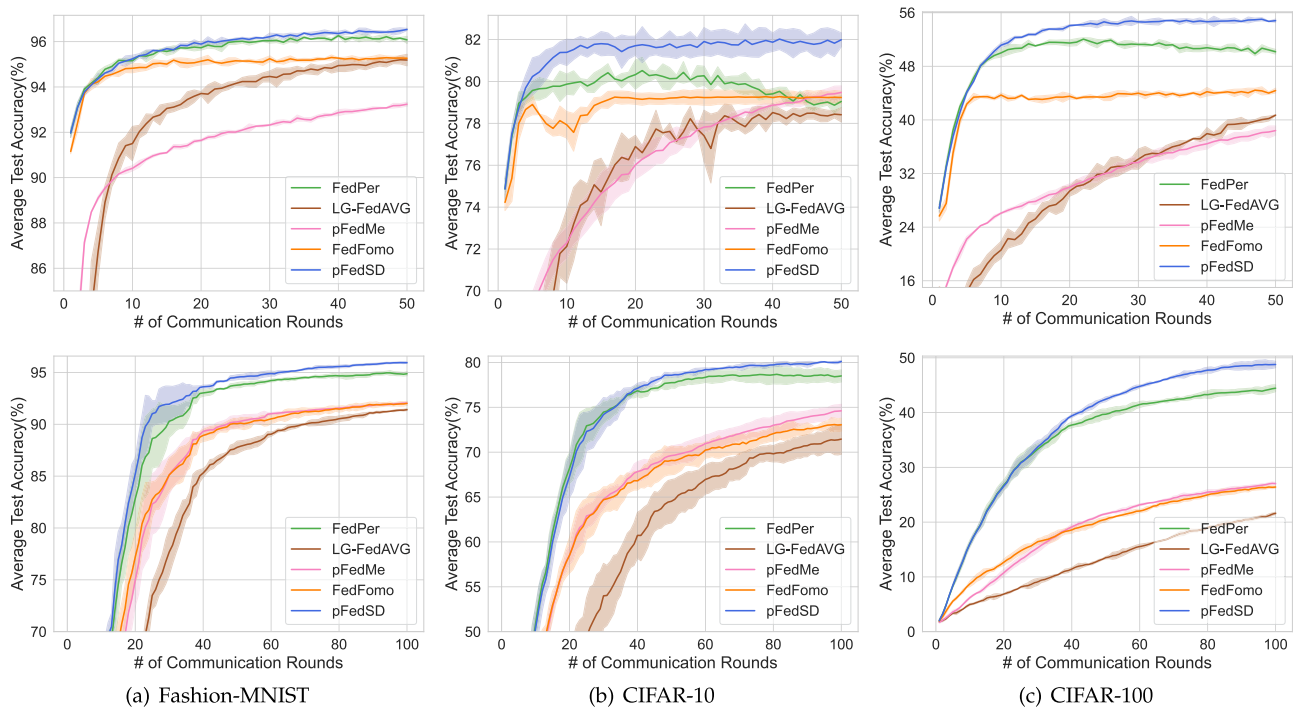 96
94
92
90
88
86
Average Test Accuracy(%)
0 10 20 30 40 50
# of Communication Rounds
FedPer
LG-FedAVG
pFedMe
FedFomo
pFedSD
82
80
78
76
74
72
70
Average Test Accuracy(%)
0 10 20 30 40 50
# of Communication Rounds
FedPer
LG-FedAVG
pFedMe
FedFomo
pFedSD
56
48
40
32
24
16
Average Test Accuracy(%)
0 10 20 30 40 50
# of Communication Rounds
FedPer
LG-FedAVG
pFedMe
FedFomo
pFedSD
95
90
85
80
75
70
Average Test Accuracy(%)
0 20 40 60 80 100
# of Communication Rounds
FedPer
LG-FedAVG
pFedMe
FedFomo
pFedSD
80
75
70
65
60
55
50
Average Test Accuracy(%)
0 20 40 60 80 100
# of Communication Rounds
FedPer
LG-FedAVG
pFedMe
FedFomo
pFedSD
50
40
30
20
10
0
Average Test Accuracy(%)
0 20 40 60 80 100
# of Communication Rounds
FedPer
LG-FedAVG
pFedMe
FedFomo
pFedSD
(a) Fashion-MNIST
(b) CIFAR-10
(c) CIFAR-100